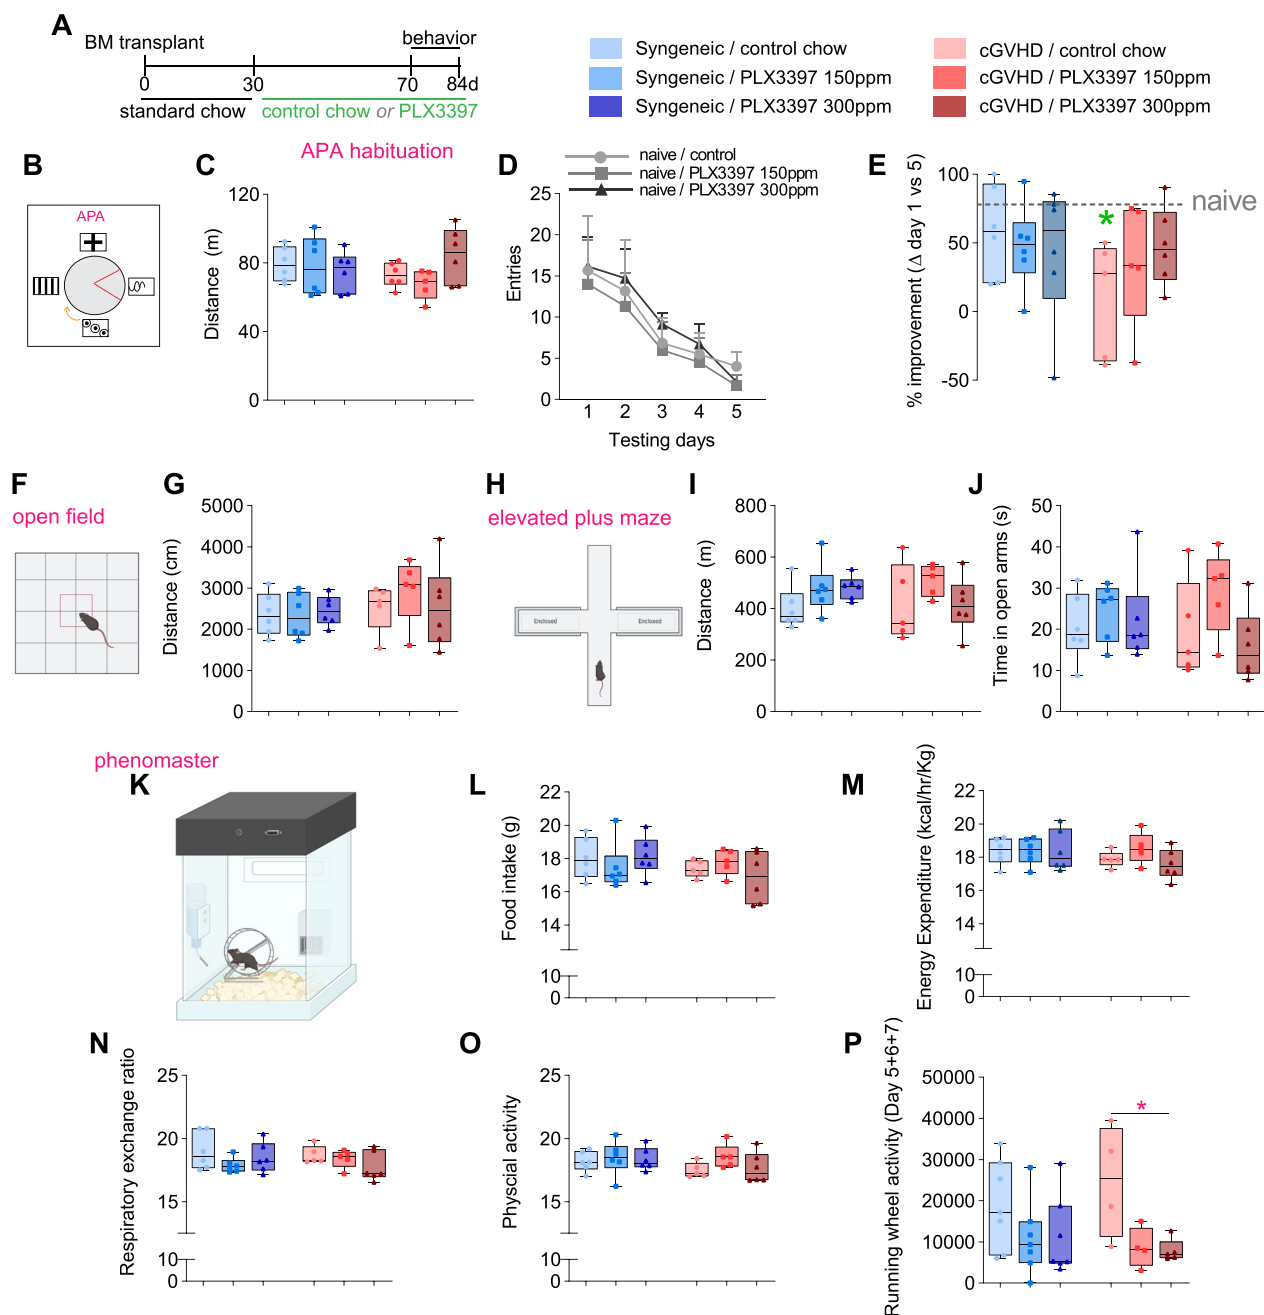 A
BM transplant
behavior
0
30
70
84d
standard chow
control chow or PLX3397
Syngeneic / control chow
Syngeneic / PLX3397 150ppm
Syngeneic / PLX3397 300ppm
cGVHD / control chow
cGVHD / PLX3397 150ppm
cGVHD / PLX3397 300ppm
B
APA
APA habituation
C
Distance (m)
120
80
40
0
D
naive / control
naive / PLX3397 150ppm
naive / PLX3397 300ppm
Entries
25
20
15
10
5
0
1 2 3 4 5
Testing days
E
% improvement (Δ day 1 vs 5)
100
50
0
-50
naive
*
F
open field
G
Distance (cm)
5000
4000
3000
2000
1000
0
H
elevated plus maze
Enclosed
Enclosed
I
Distance (m)
800
600
400
200
0
J
Time in open arms (s)
50
40
30
20
10
0
phenomaster
K
L
Food intake (g)
22
20
18
16
14
10
0
M
Energy Expenditure (kcal/hr/Kg)
22
20
18
16
14
10
0
N
Respiratory exchange ratio
25
20
15
10
0
O
Physcial activity
25
20
15
10
0
P
Running wheel activity (Day 5+6+7)
50000
40000
30000
20000
10000
0
*